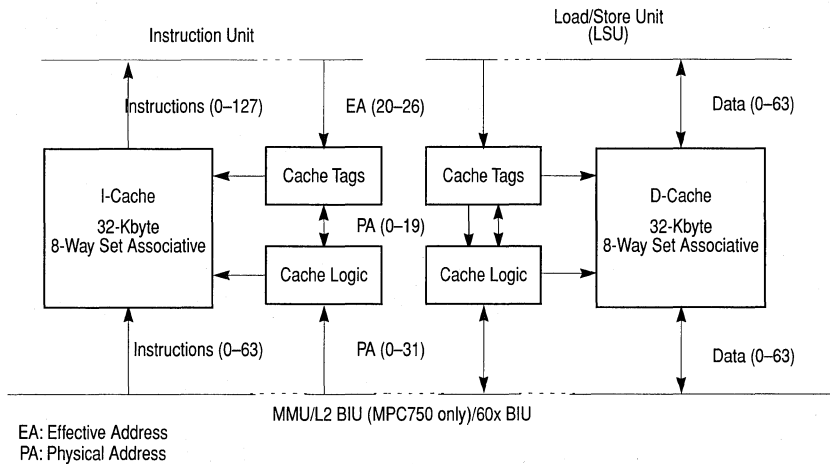 Instruction Unit
Load/Store Unit
(LSU)
Instructions (0–127)
EA (20–26)
Data (0–63)
I-Cache
32-Kbyte
8-Way Set Associative
Cache Tags
Cache Tags
D-Cache
32-Kbyte
8-Way Set Associative
PA (0–19)
Cache Logic
Cache Logic
Instructions (0–63)
PA (0–31)
Data (0–63)
MMU/L2 BIU (MPC750 only)/60x BIU
EA: Effective Address
PA: Physical Address